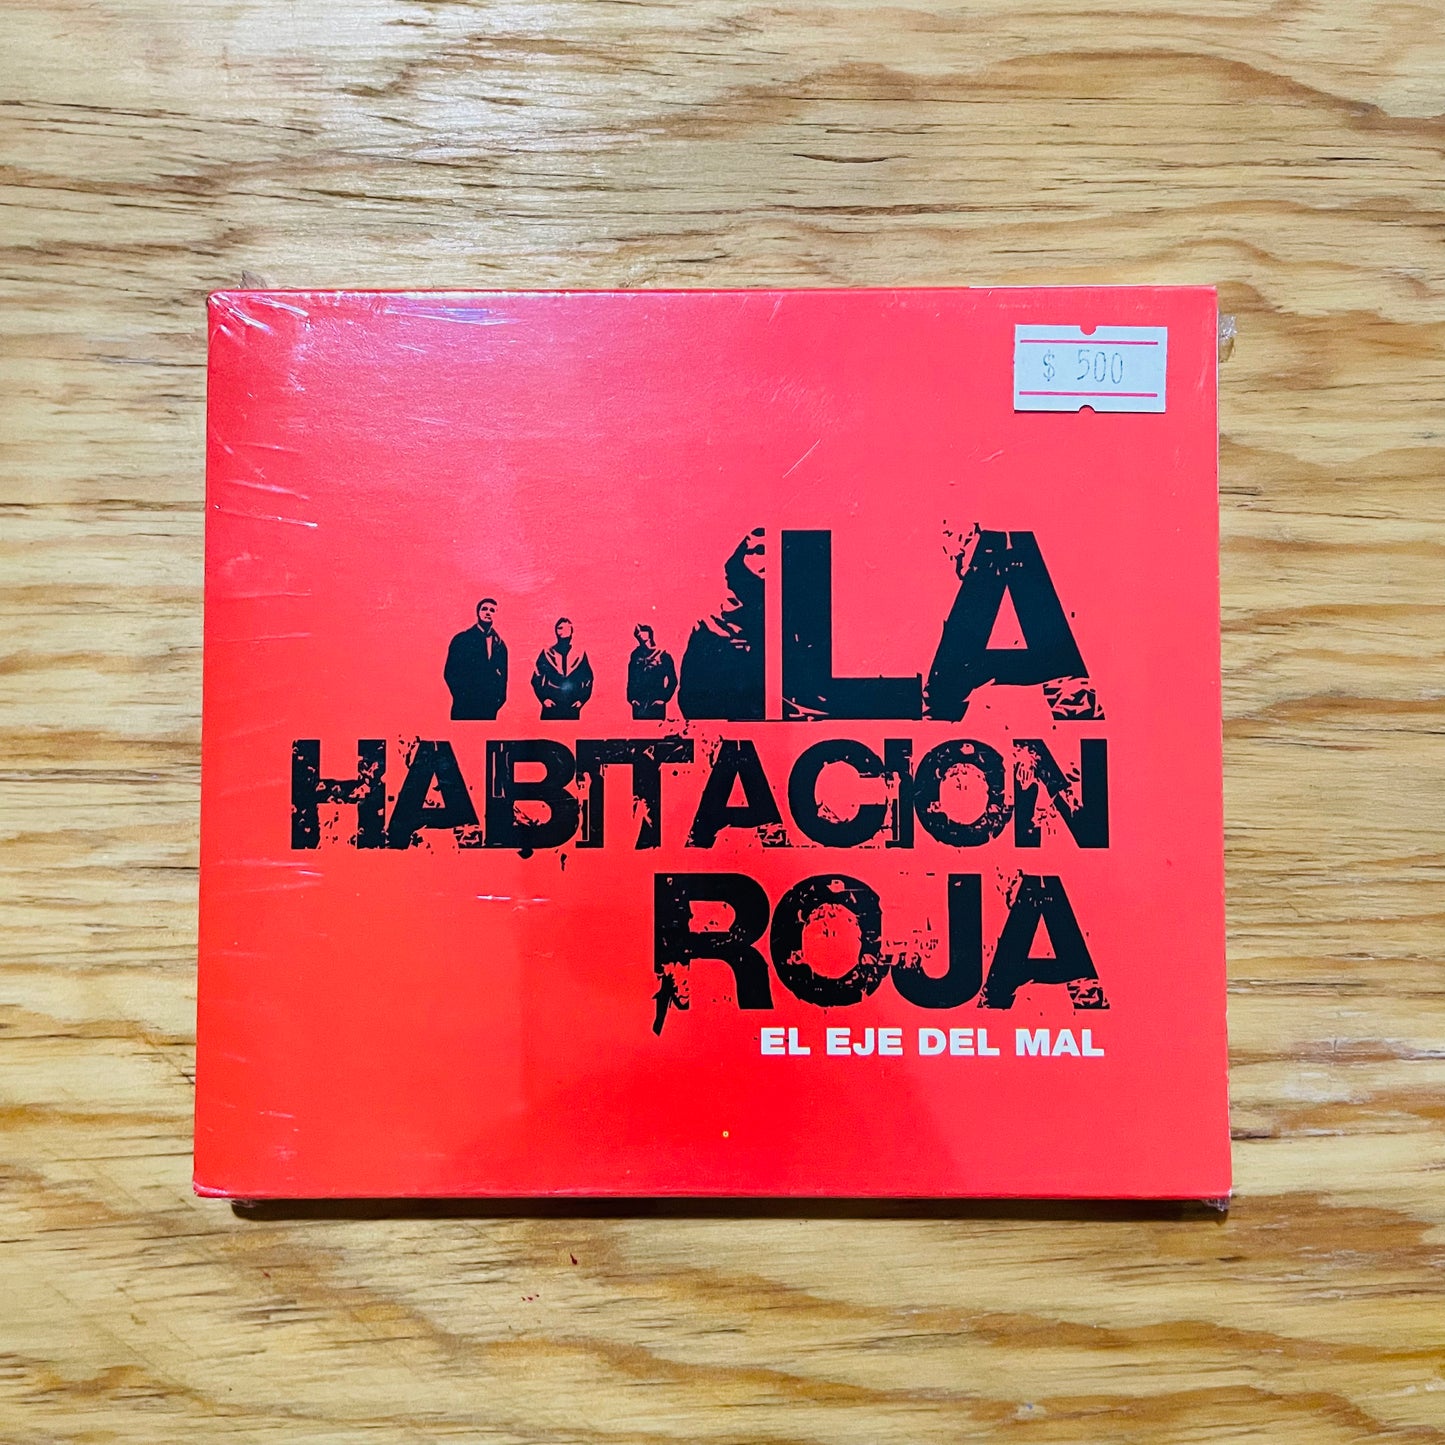 $ 500
LA
HABITACION
ROJA
EL EJE DEL MAL